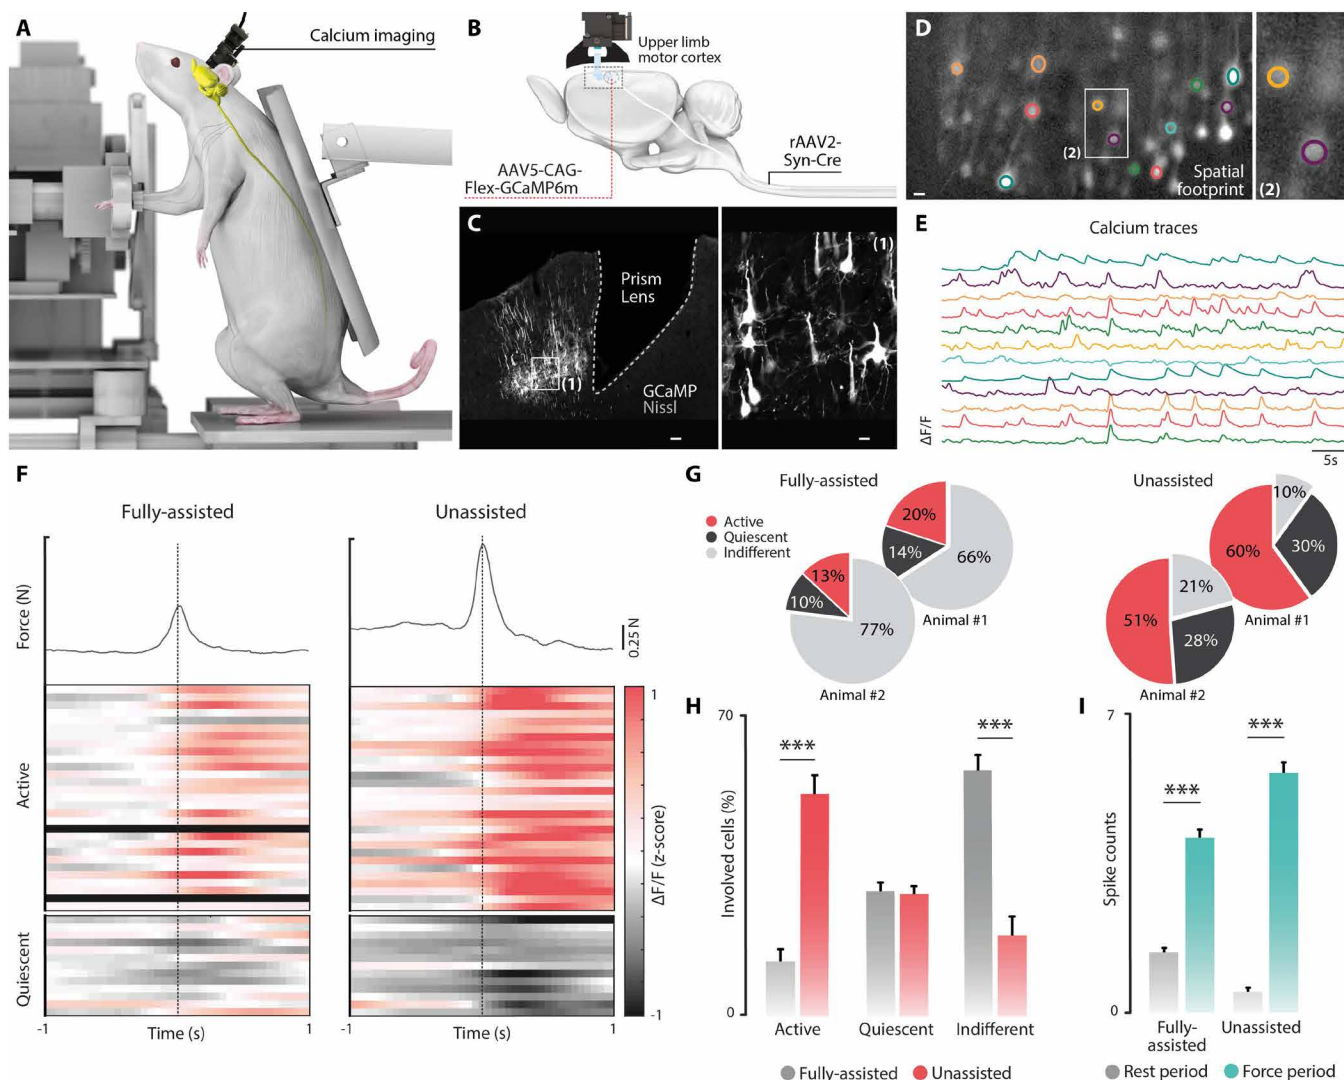 A
Calcium imaging
B
Upper limb
motor cortex
rAAV2-
Syn-Cre
AAV5-CAG-
Flex-GCaMP6m
C
Prism
Lens
(1)
GCaMP
Nissl
(1)
D
(2)
Spatial
footprint
(2)
E
Calcium traces
ΔF/F
5s
F
Fully-assisted
Unassisted
Force (N)
0.25 N
Active
Quiescent
1
ΔF/F (z-score)
-1
-1
Time (s)
1
-1
Time (s)
1
G
Fully-assisted
Unassisted
Active
Quiescent
Indifferent
20%
14%
66%
Animal #1
13%
10%
77%
Animal #2
10%
60%
30%
Animal #1
21%
51%
28%
Animal #2
H
70
Involved cells (%)
0
***
***
Active
Quiescent
Indifferent
Fully-assisted
Unassisted
I
7
Spike counts
0
***
***
Fully-
assisted
Unassisted
Rest period
Force period